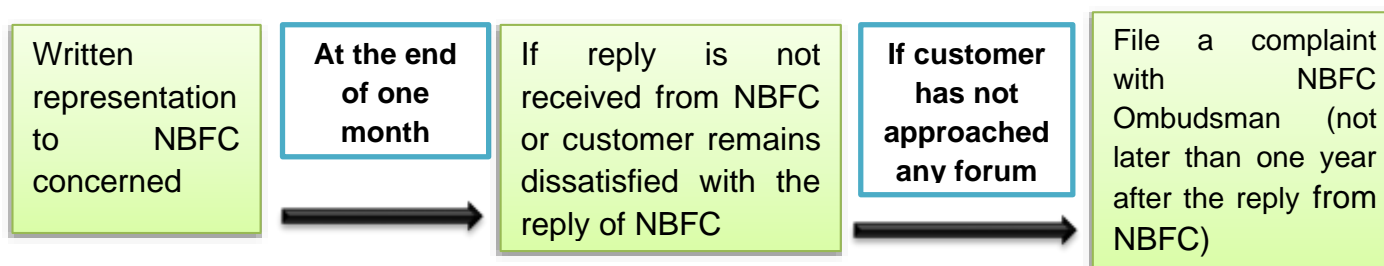 Written
representation
to NBFC
concerned
At the end
of one
month
If reply is not
received from NBFC
or customer remains
dissatisfied with the
reply of NBFC
If customer
has not
approached
any forum
File a complaint
with NBFC
Ombudsman (not
later than one year
after the reply from
NBFC)